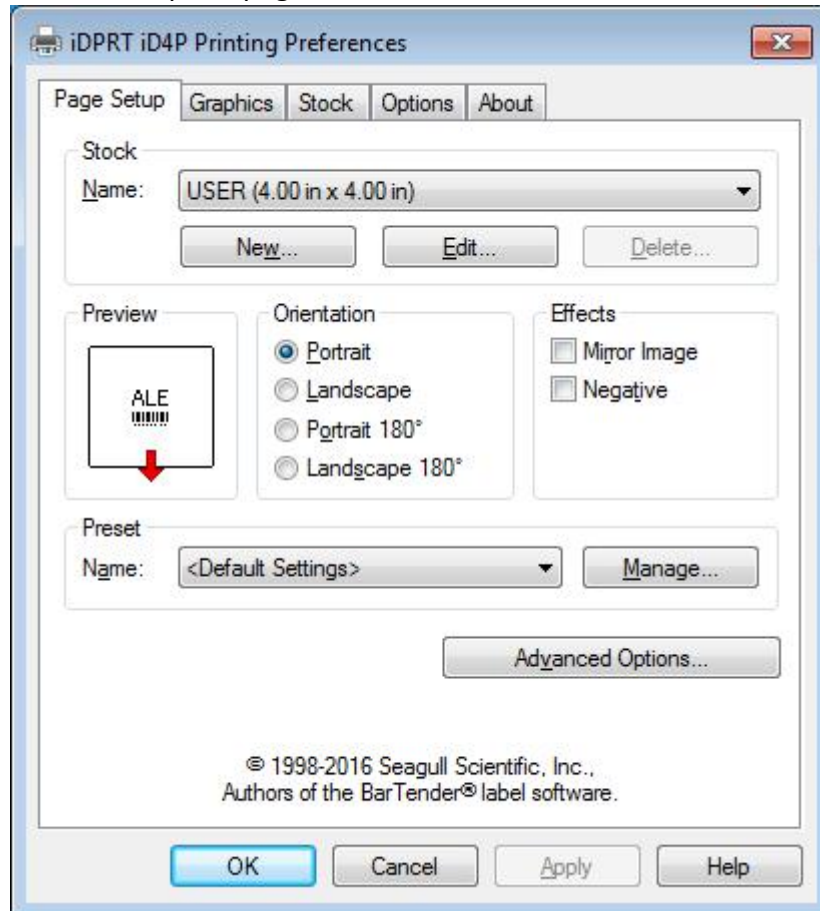 iDPRT iD4P Printing Preferences
Page Setup Graphics Stock Options About
Stock
Name: USER (4.00 in x 4.00 in)
New... Edit... Delete...
Preview
ALE
Orientation
Portrait
Landscape
Portrait 180°
Landscape 180°
Effects
Mirror Image
Negative
Preset
Name: <Default Settings> Manage...
Advanced Options...
© 1998-2016 Seagull Scientific, Inc.,
Authors of the BarTender® label software.
OK Cancel Apply Help